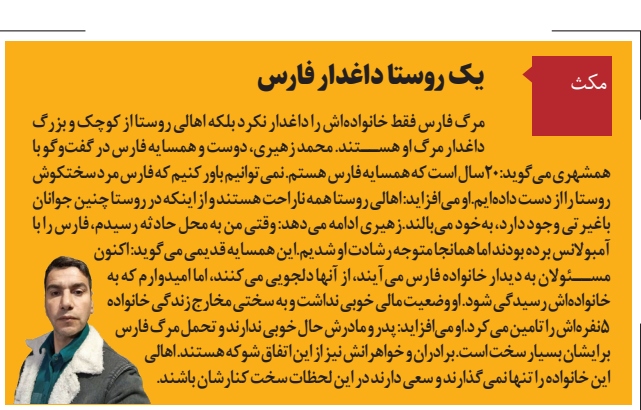 مکث
یک روستا داغدار فارس
مرگ فارس فقط خانواده‌اش را داغدار نکرد بلکه اهالی روستا از کوچک و بزرگ
داغدار مرگ او هســـتند. محمد زهیری، دوست و همسایه فارس در گفت‌وگو با
همشهری می‌گوید: ۲۰سال است که همسایه فارس هستم. نمی‌توانیم باور کنیم که فارس مرد سختکوش
روستا را از دست داده‌ایم. او می‌افزاید: اهالی روستا همه ناراحت هستند و از اینکه در روستا چنین جوانان
باغیرتی وجود دارد، به‌خود می‌بالند. زهیری ادامه می‌دهد: وقتی من به محل حادثه رسیدم، فارس را با
آمبولانس برده بودند اما همانجا متوجه رشادت او شدیم. این همسایه قدیمی می‌گوید: اکنون
مســـئولان به دیدار خانواده فارس می‌آیند، از آنها دلجویی می‌کنند، اما امیدوارم که به
خانواده‌اش رسیدگی شود. او وضعیت مالی خوبی نداشت و به سختی مخارج زندگی خانواده
۵نفره‌اش را تامین می‌کرد. او می‌افزاید: پدر و مادرش حال خوبی ندارند و تحمل مرگ فارس
برایشان بسیار سخت است. برادران و خواهرانش نیز از این اتفاق شوکه هستند. اهالی
این خانواده را تنها نمی‌گذارند و سعی دارند در این لحظات سخت کنارشان باشند.